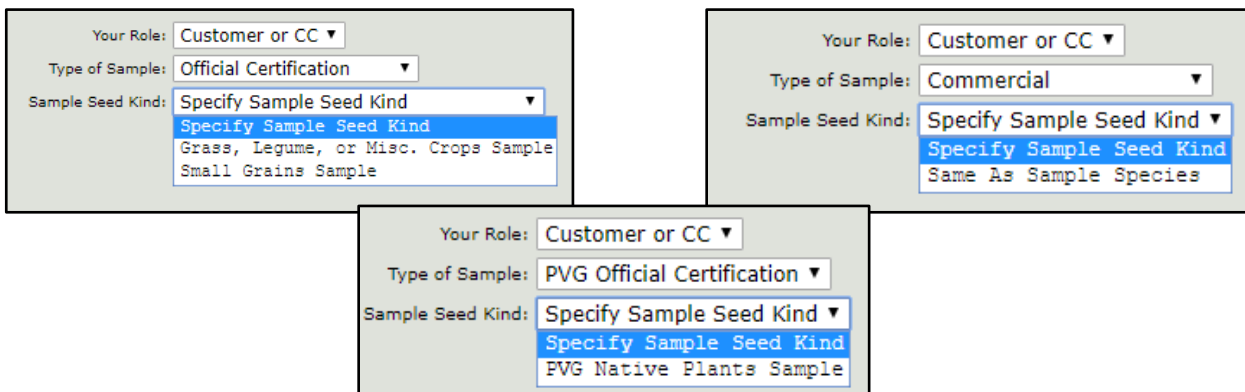 Your Role: Customer or CC ▼
Type of Sample: Official Certification ▼
Sample Seed Kind: Specify Sample Seed Kind ▼
Specify Sample Seed Kind
Grass, Legume, or Misc. Crops Sample
Small Grains Sample
Your Role: Customer or CC ▼
Type of Sample: Commercial ▼
Sample Seed Kind: Specify Sample Seed Kind ▼
Specify Sample Seed Kind
Same As Sample Species
Your Role: Customer or CC ▼
Type of Sample: PVG Official Certification ▼
Sample Seed Kind: Specify Sample Seed Kind ▼
Specify Sample Seed Kind
PVG Native Plants Sample